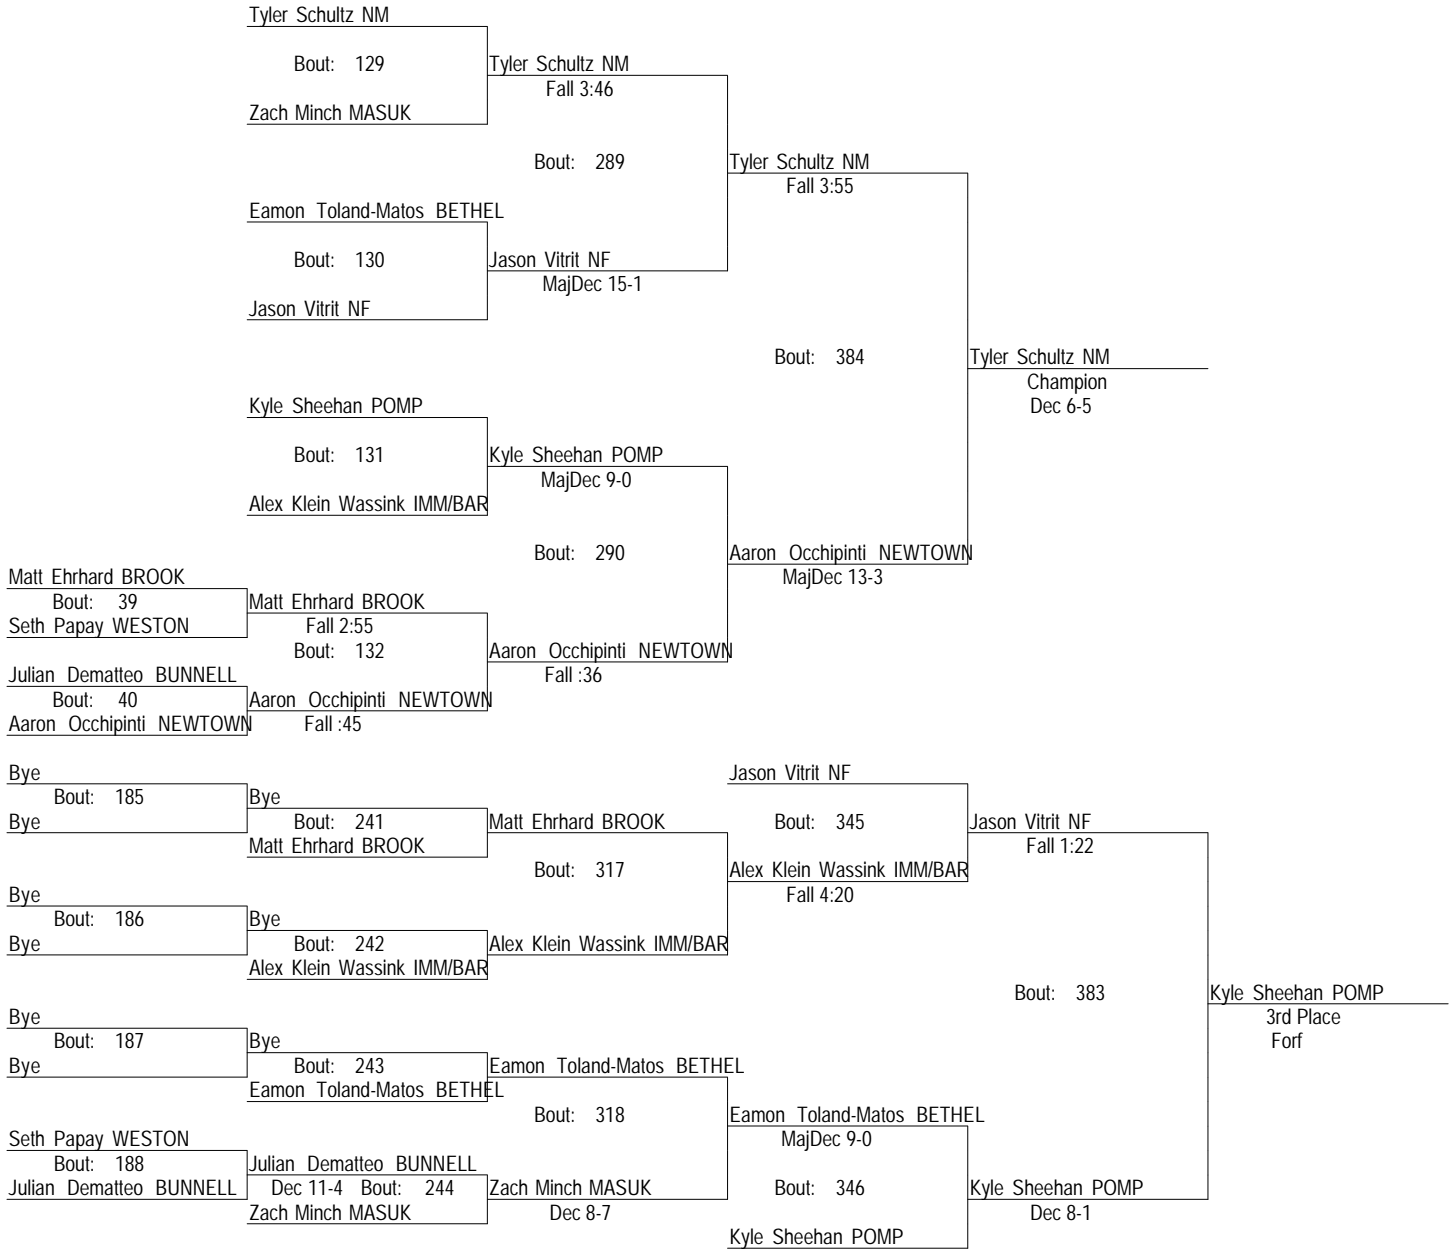 Tyler Schultz NM
Bout: 129
Tyler Schultz NM
Fall 3:46
Zach Minch MASUK
Bout: 289
Tyler Schultz NM
Fall 3:55
Eamon Toland-Matos BETHEL
Bout: 130
Jason Vitrit NF
MajDec 15-1
Jason Vitrit NF
Bout: 384
Tyler Schultz NM
Champion
Dec 6-5
Kyle Sheehan POMP
Bout: 131
Kyle Sheehan POMP
MajDec 9-0
Alex Klein Wassink IMM/BAR
Bout: 290
Aaron Occhipinti NEWTOWN
MajDec 13-3
Matt Ehrhard BROOK
Bout: 39
Matt Ehrhard BROOK
Seth Papay WESTON
Fall 2:55
Bout: 132
Aaron Occhipinti NEWTOWN
Fall :36
Julian Dematteo BUNNELL
Bout: 40
Aaron Occhipinti NEWTOWN
Aaron Occhipinti NEWTOWN
Fall :45
Bye
Jason Vitrit NF
Bout: 185
Bye
Bye
Bout: 241
Matt Ehrhard BROOK
Bout: 345
Jason Vitrit NF
Matt Ehrhard BROOK
Fall 1:22
Bout: 317
Alex Klein Wassink IMM/BAR
Fall 4:20
Bye
Bout: 186
Bye
Bye
Bout: 242
Alex Klein Wassink IMM/BAR
Alex Klein Wassink IMM/BAR
Bout: 383
Kyle Sheehan POMP
3rd Place
Forf
Bye
Bout: 187
Bye
Bye
Bout: 243
Eamon Toland-Matos BETHEL
Eamon Toland-Matos BETHEL
Bout: 318
Eamon Toland-Matos BETHEL
MajDec 9-0
Seth Papay WESTON
Bout: 188
Julian Dematteo BUNNELL
Julian Dematteo BUNNELL
Dec 11-4 Bout: 244
Zach Minch MASUK
Bout: 346
Kyle Sheehan POMP
Zach Minch MASUK
Dec 8-7
Dec 8-1
Kyle Sheehan POMP